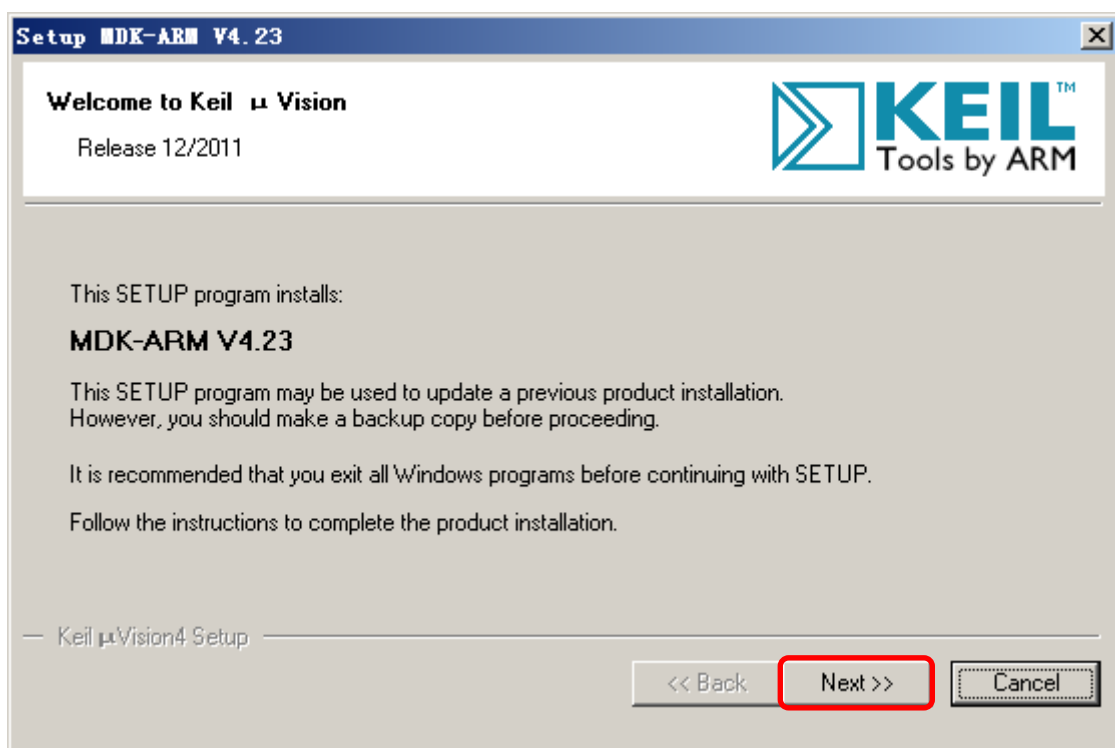 Setup MDK-ARM V4.23
Welcome to Keil μ Vision
Release 12/2011
KEIL™
Tools by ARM
This SETUP program installs:
MDK-ARM V4.23
This SETUP program may be used to update a previous product installation.
However, you should make a backup copy before proceeding.
It is recommended that you exit all Windows programs before continuing with SETUP.
Follow the instructions to complete the product installation.
Keil μVision4 Setup
<< Back Next >> Cancel